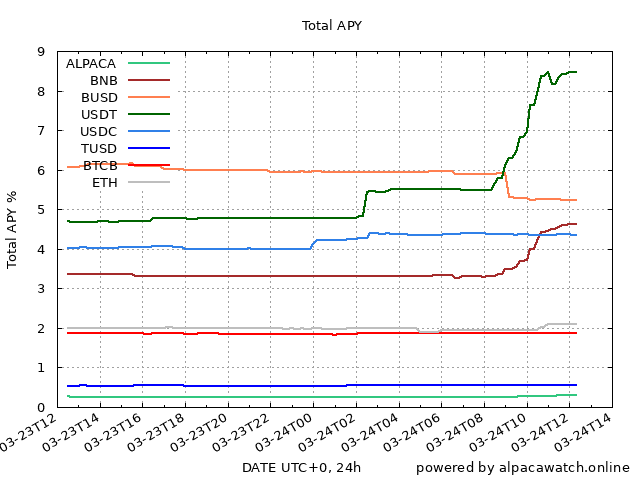 Total APY
Total APY %
9
8
7
6
5
4
3
2
1
0
ALPACA
BNB
BUSD
USDT
USDC
TUSD
BTCB
ETH
03-23T12
03-23T14
03-23T16
03-23T18
03-23T20
03-23T22
03-24T00
03-24T02
03-24T04
03-24T06
03-24T08
03-24T10
03-24T12
03-24T14
DATE UTC+0, 24h
powered by alpacawatch.online